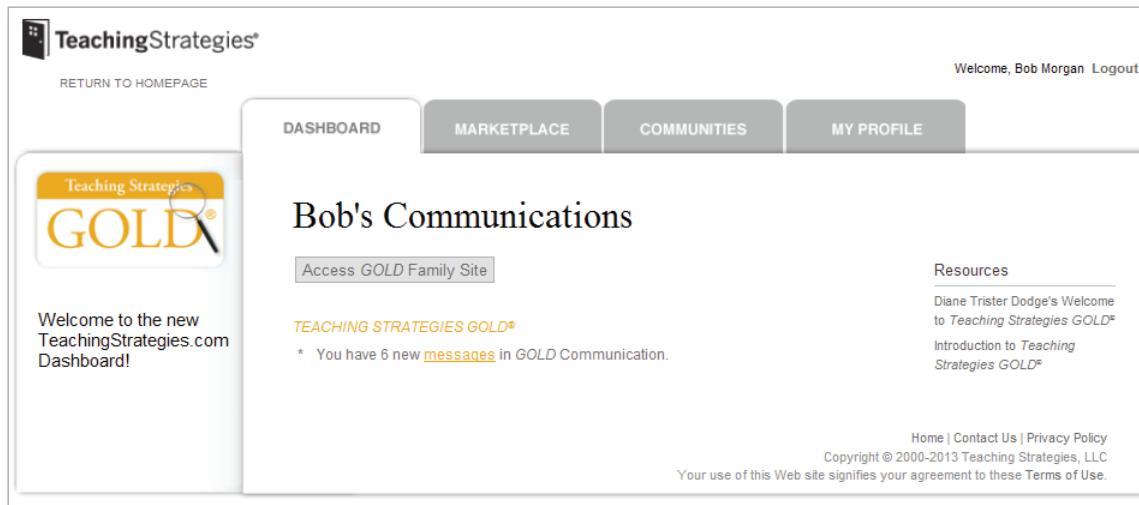 TeachingStrategies®
RETURN TO HOMEPAGE
Welcome, Bob Morgan Logout
DASHBOARD
MARKETPLACE
COMMUNITIES
MY PROFILE
Teaching Strategies
GOLD®
Welcome to the new
TeachingStrategies.com
Dashboard!
Bob's Communications
Access GOLD Family Site
TEACHING STRATEGIES GOLD®
* You have 6 new messages in GOLD Communication.
Resources
Diane Trister Dodge's Welcome
to Teaching Strategies GOLD®
Introduction to Teaching
Strategies GOLD®
Home | Contact Us | Privacy Policy
Copyright © 2000-2013 Teaching Strategies, LLC
Your use of this Web site signifies your agreement to these Terms of Use.